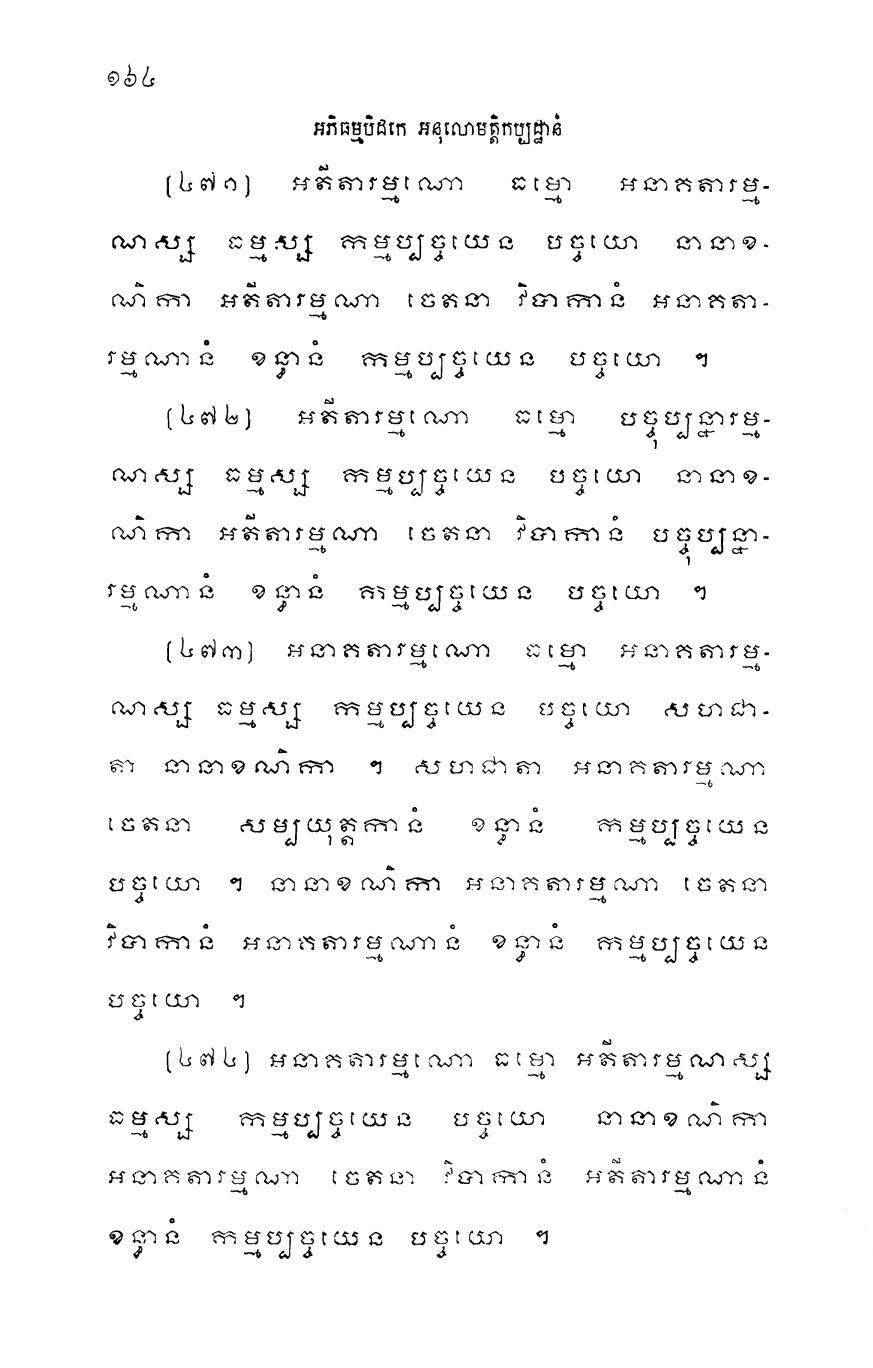 ១៦៤
អភិធម្មបិដកេ អនុលោមត្តិកប្បដ្ឋានំ
(៤៧១) អតីតារម្មណោ ធម្មោ អនាគតារម្ម-
ណស្ស ធម្មស្ស កម្មប្បច្ចយេន បច្ចយោ នានាខ-
ណិកា អតីតារម្មណា ចេតនា វិបាកានំ អនាគតា-
រម្មណានំ ខន្ធានំ កម្មប្បច្ចយេន បច្ចយោ ។
(៤៧២) អតីតារម្មណោ ធម្មោ បច្ចុប្បន្នារម្ម-
ណស្ស ធម្មស្ស កម្មប្បច្ចយេន បច្ចយោ នានាខ-
ណិកា អតីតារម្មណា ចេតនា វិបាកានំ បច្ចុប្បន្នា-
រម្មណានំ ខន្ធានំ កម្មប្បច្ចយេន បច្ចយោ ។
(៤៧៣) អនាគតារម្មណោ ធម្មោ អនាគតារម្ម-
ណស្ស ធម្មស្ស កម្មប្បច្ចយេន បច្ចយោ សហជា-
តា នានាខណិកា ។ សហជាតា អនាគតារម្មណា
ចេតនា សម្បយុត្តកានំ ខន្ធានំ កម្មប្បច្ចយេន
បច្ចយោ ។ នានាខណិកា អនាគតារម្មណា ចេតនា
វិបាកានំ អនាគតារម្មណានំ ខន្ធានំ កម្មប្បច្ចយេន
បច្ចយោ ។
(៤៧៤) អនាគតារម្មណោ ធម្មោ អតីតារម្មណស្ស
ធម្មស្ស កម្មប្បច្ចយេន បច្ចយោ នានាខណិកា
អនាគតារម្មណា ចេតនា វិបាកានំ អតីតារម្មណានំ
ខន្ធានំ កម្មប្បច្ចយេន បច្ចយោ ។